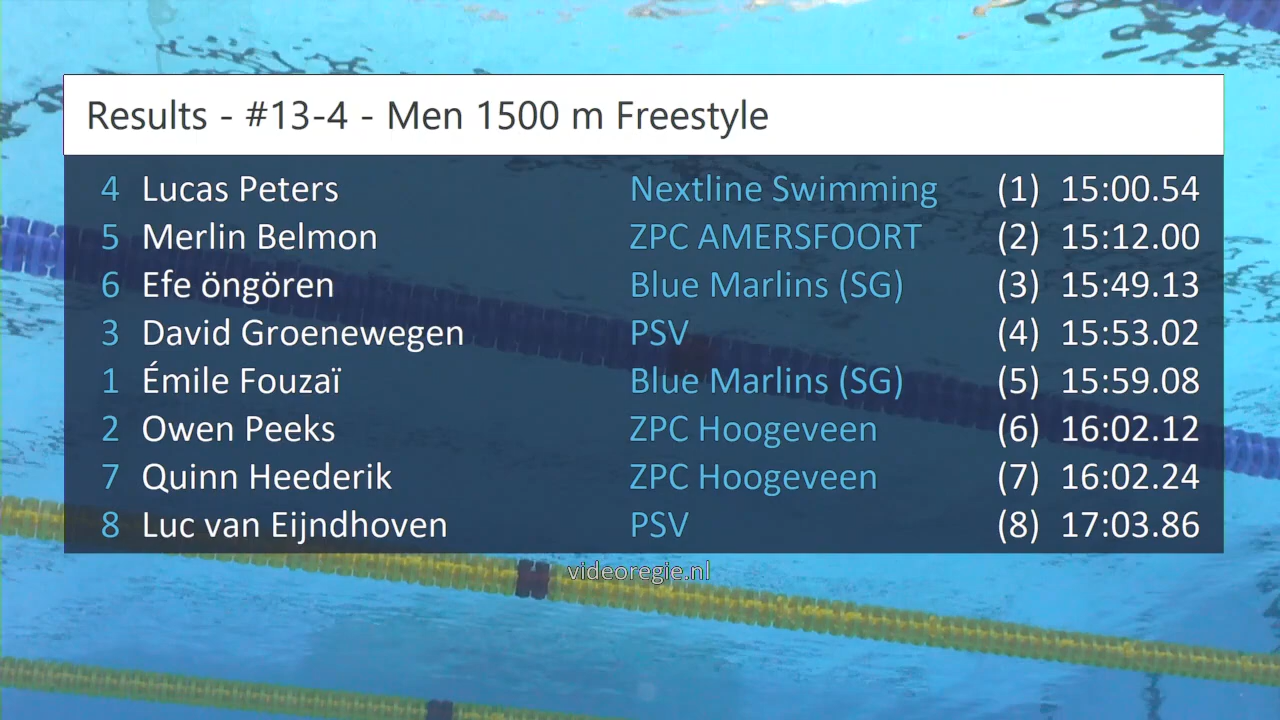 Results - #13-4 - Men 1500 m Freestyle
4 Lucas Peters Nextline Swimming (1) 15:00.54
5 Merlin Belmon ZPC AMERSFOORT (2) 15:12.00
6 Efe öngören Blue Marlins (SG) (3) 15:49.13
3 David Groenewegen PSV (4) 15:53.02
1 Émile Fouzaï Blue Marlins (SG) (5) 15:59.08
2 Owen Peeks ZPC Hoogeveen (6) 16:02.12
7 Quinn Heederik ZPC Hoogeveen (7) 16:02.24
8 Luc van Eijndhoven PSV (8) 17:03.86
videoregie.nl